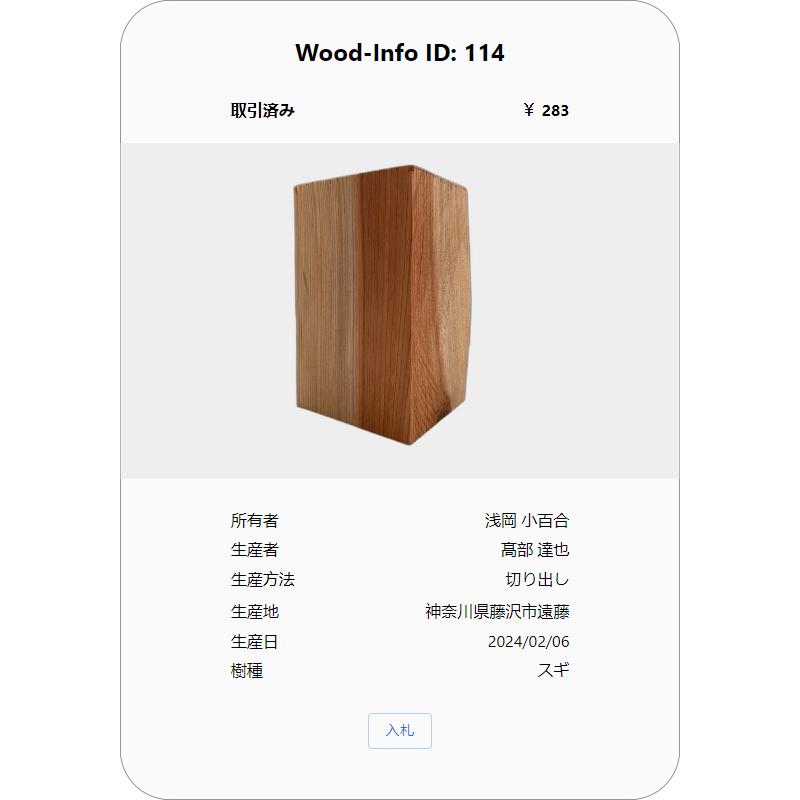 Wood-Info ID: 114
取引済み ￥ 283
所有者 浅岡 小百合
生産者 高部 達也
生産方法 切り出し
生産地 神奈川県藤沢市遠藤
生産日 2024/02/06
樹種 スギ
入札